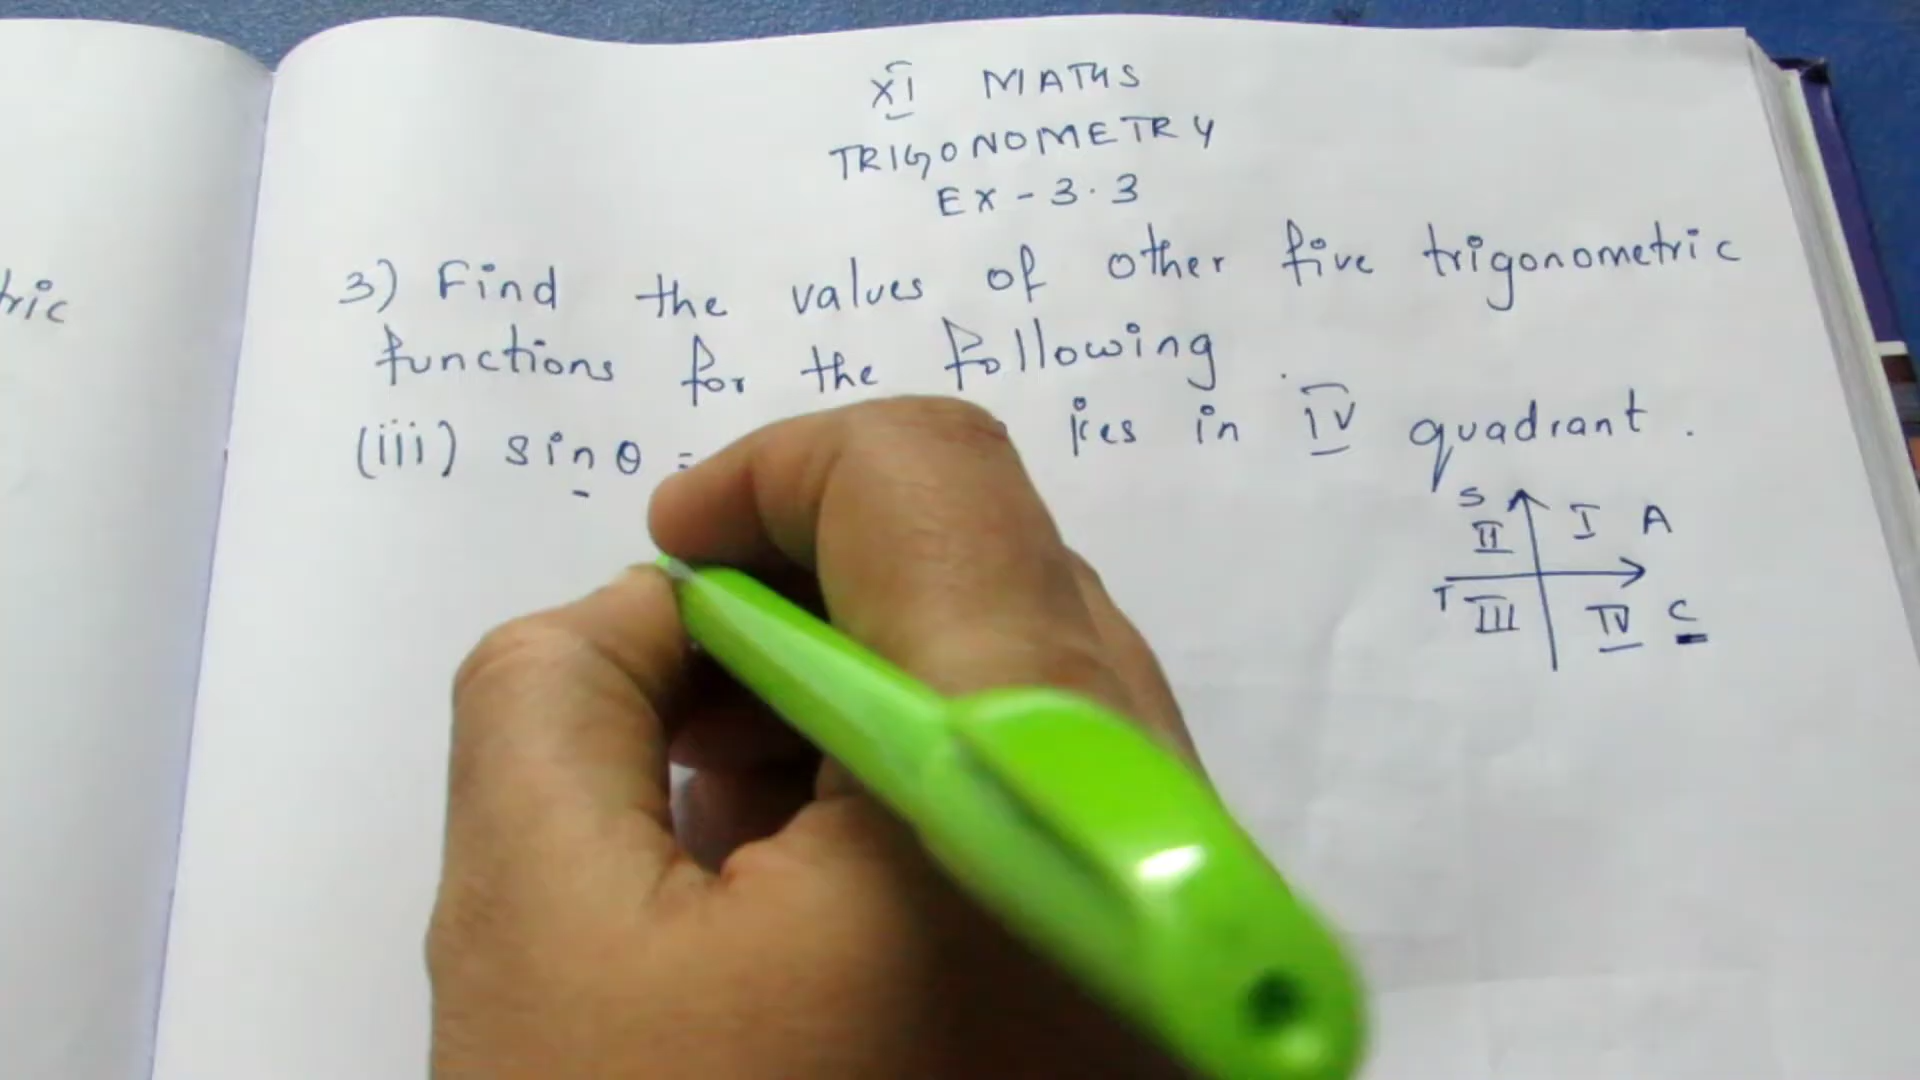 XI MATHS
TRIGONOMETRY
EX - 3.3
3) Find the values of other five trigonometric
tric
functions for the following
(iii) sin θ = lies in IV quadrant.
S I A
II
T III IV C